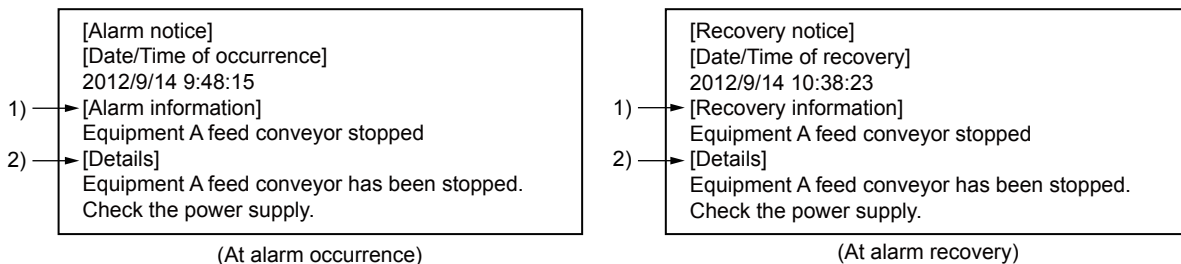 [Alarm notice]
[Date/Time of occurrence]
2012/9/14 9:48:15
1) [Alarm information]
Equipment A feed conveyor stopped
2) [Details]
Equipment A feed conveyor has been stopped.
Check the power supply.
(At alarm occurrence)
[Recovery notice]
[Date/Time of recovery]
2012/9/14 10:38:23
1) [Recovery information]
Equipment A feed conveyor stopped
2) [Details]
Equipment A feed conveyor has been stopped.
Check the power supply.
(At alarm recovery)